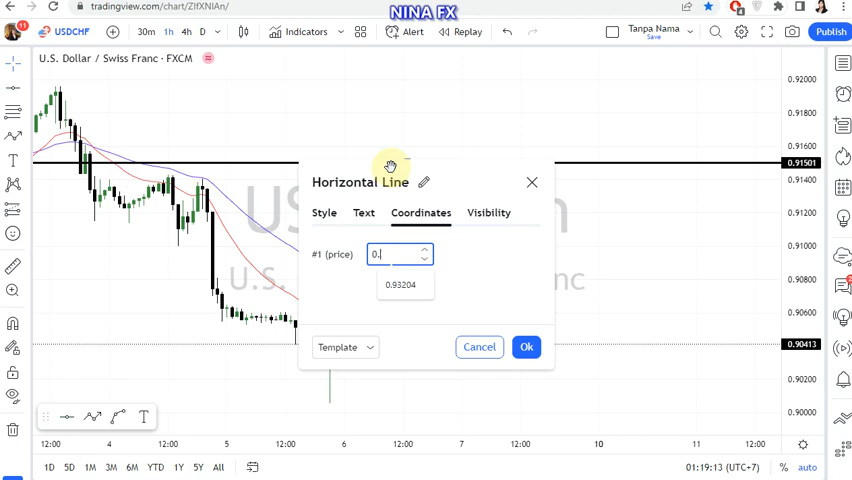 NINA FX
tradingview.com/chart/ZIfXNIAn/
11
USDCHF
30m 1h 4h D
Indicators
Alert
Replay
Tanpa Nama
Save
Publish
U.S. Dollar / Swiss Franc · FXCM
0.92000
0.91800
0.91600
0.91501
0.91400
0.91200
0.91000
0.90800
0.90600
0.90413
0.90200
0.90000
Horizontal Line
Style
Text
Coordinates
Visibility
#1 (price)
0.
0.93204
Template
Cancel
Ok
12:00 4 12:00 5 12:00 6 12:00 7 12:00 10 11 12:00
1D 5D 1M 3M 6M YTD 1Y 5Y All
01:19:13 (UTC+7)
%
auto